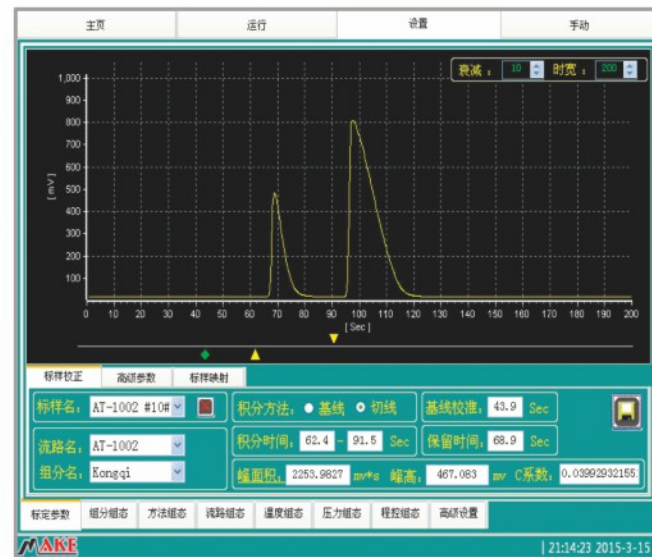 主页 运行 设置 手动
衰减： 10 时宽： 200
1,000
900
800
700
600
500
400
300
200
100
[mV]
0 10 20 30 40 50 60 70 80 90 100 110 120 130 140 150 160 170 180 190 200
[Sec]
标样校正 高级参数 标样映射
标样名： AT-1002 #10# 积分方法： 基线 切线 基线校准： 43.9 Sec
流路名： AT-1002 积分时间： 62.4 - 91.5 Sec 保留时间： 68.9 Sec
组分名： Kongqi 峰面积： 2253.9827 mv*s 峰高： 467.083 mv C系数： 0.03992932155
标定参数 组分组态 方法组态 流路组态 温度组态 压力组态 程控组态 高级设置
MAKE 21:14:23 2015-3-15